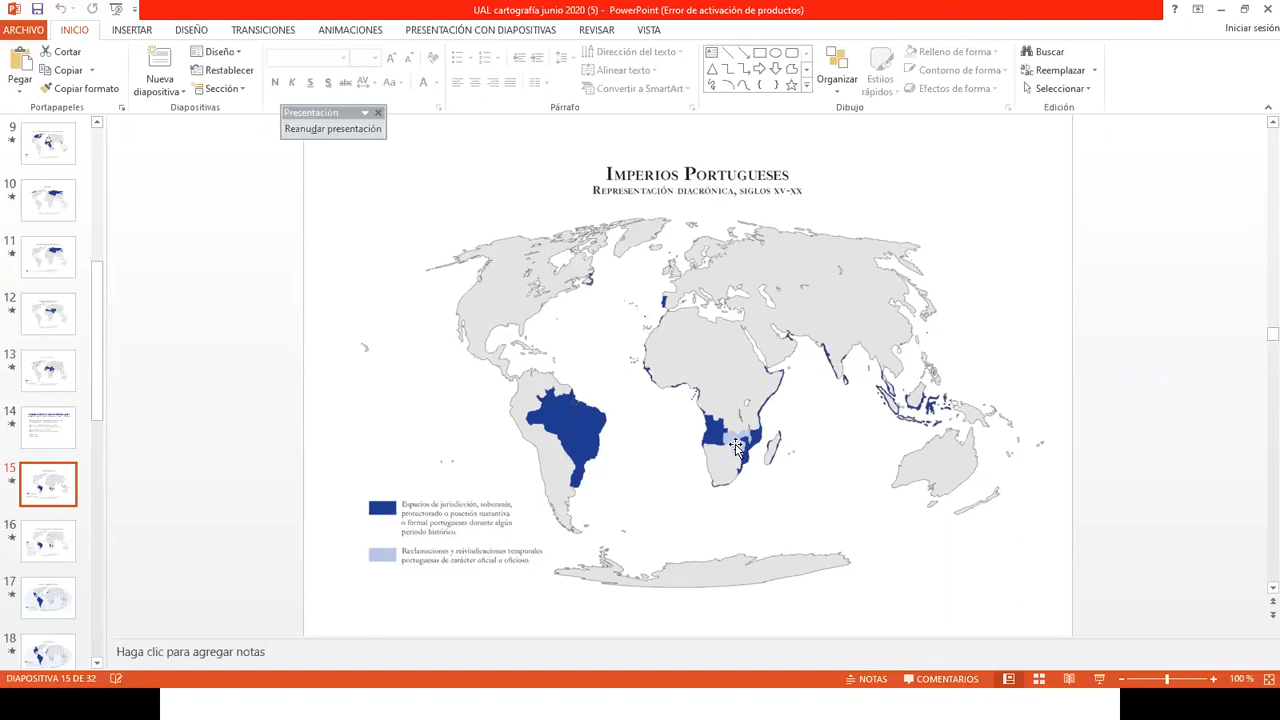 UAL cartografía junio 2020 (5) - PowerPoint (Error de activación de productos)
ARCHIVO INICIO INSERTAR DISEÑO TRANSICIONES ANIMACIONES PRESENTACIÓN CON DIAPOSITIVAS REVISAR VISTA Iniciar sesión
Pegar
Cortar
Copiar
Copiar formato
Portapapeles
Nueva
diapositiva
Diseño
Restablecer
Sección
Diapositivas
N K S S abc AV Aa A
Párrafo
Dirección del texto
Alinear texto
Convertir a SmartArt
Organizar
Estilos
rápidos
Relleno de forma
Contorno de forma
Efectos de forma
Dibujo
Buscar
Reemplazar
Seleccionar
Edición
Presentación
Reanudar presentación
9
10
11
12
13
14
15
16
17
18
Imperios Portugueses
Representación diacrónica, siglos xv-xx
Espacios de jurisdicción, soberanía,
protectorado o posesión sustantiva
o formal portugueses durante algún
periodo histórico.
Reclamaciones y reivindicaciones temporales
portuguesas de carácter oficial u oficioso.
Haga clic para agregar notas
DIAPOSITIVA 15 DE 32 NOTAS COMENTARIOS 100 %